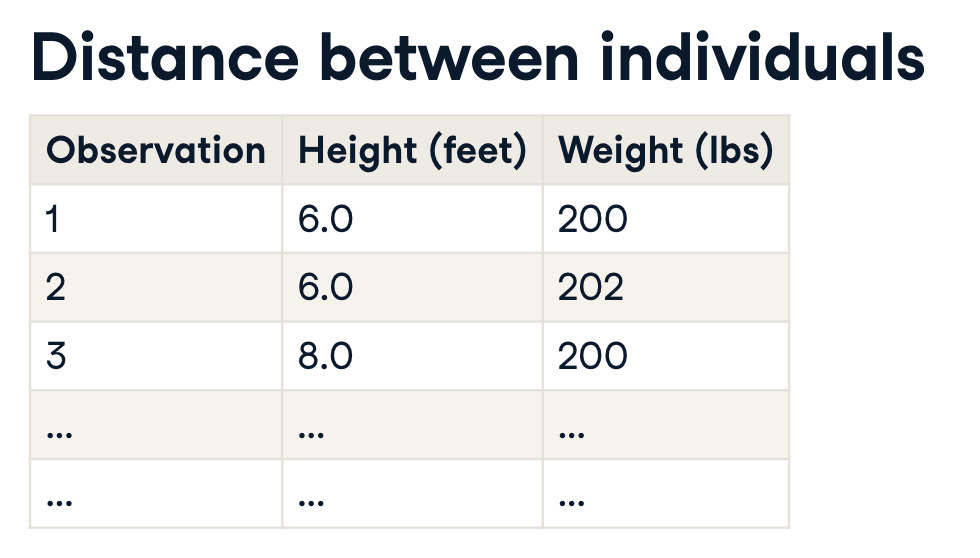 Distance between individuals
Observation Height (feet) Weight (lbs)
1 6.0 200
2 6.0 202
3 8.0 200
... ... ...
... ... ...